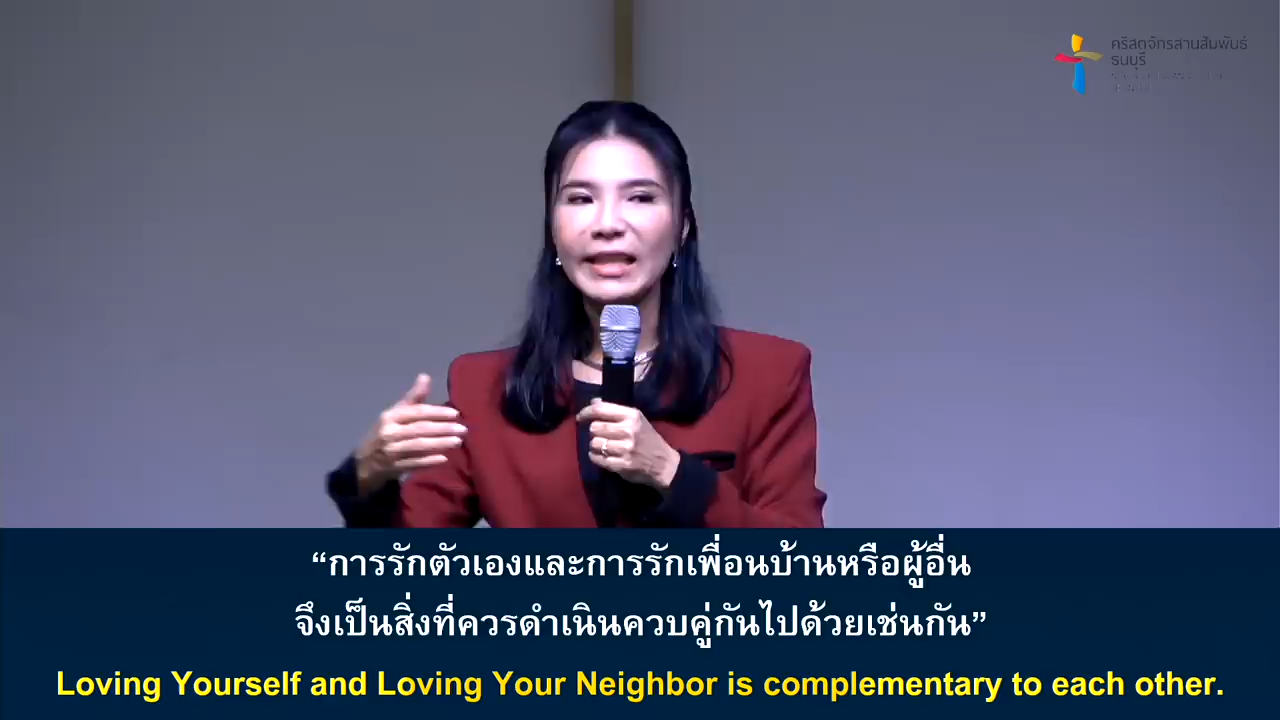 คริสตจักรสานสัมพันธ์
ธนบุรี
“การรักตัวเองและการรักเพื่อนบ้านหรือผู้อื่น
จึงเป็นสิ่งที่ควรดำเนินควบคู่กันไปด้วยเช่นกัน”
Loving Yourself and Loving Your Neighbor is complementary to each other.